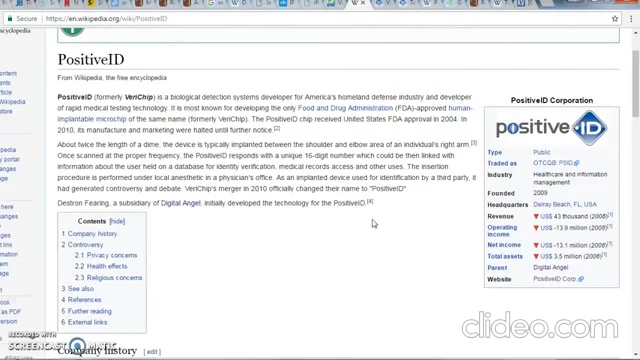 Secure https://en.wikipedia.org/wiki/PositiveID
PositiveID
From Wikipedia, the free encyclopedia
PositiveID (formerly VeriChip) is a biological detection systems developer for America's homeland defense industry and developer
of rapid medical testing technology. It is most known for developing the only Food and Drug Administration (FDA)-approved human-
implantable microchip of the same name (formerly VeriChip). The PositiveID chip received United States FDA approval in 2004. In
2010, its manufacture and marketing were halted until further notice.[2]
About twice the length of a dime, the device is typically implanted between the shoulder and elbow area of an individual's right arm.[3]
Once scanned at the proper frequency, the PositiveID responds with a unique 16-digit number which could be then linked with
information about the user held on a database for identity verification, medical records access and other uses. The insertion
procedure is performed under local anesthetic in a physician's office. As an implanted device used for identification by a third party, it
had generated controversy and debate. VeriChip's merger in 2010 officially changed their name to "PositiveID".
Destron Fearing, a subsidiary of Digital Angel, initially developed the technology for the PositiveID.[4]
Contents [hide]
1 Company history
2 Controversy
2.1 Privacy concerns
2.2 Health effects
2.3 Religious concerns
3 See also
4 References
5 Further reading
6 External links
Company history [edit]
PositiveID Corporation
positive ID
Type Public
Traded as OTCQB: PSID
Industry Healthcare and information
management
Founded 2009
Headquarters Delray Beach, FL, USA
Revenue US$ 43 thousand (2008)[1]
Operating income US$ -13.9 million (2008)[1]
Net income US$ -13.1 million (2008)[1]
Total assets US$ 3.5 million (2008)[1]
Parent Digital Angel
Website PositiveID Corp.
RECORDED WITH
SCREENCAST MATIC
clideo.com